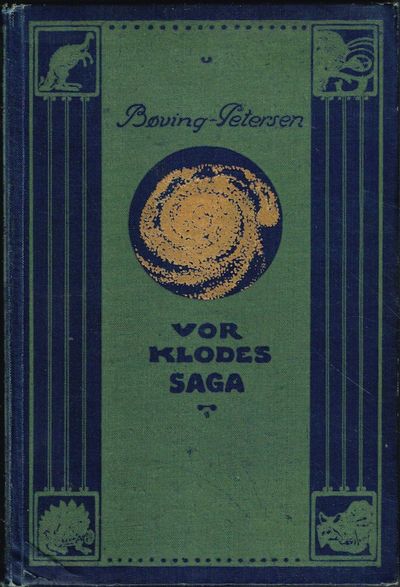 Bøving-Petersen
VOR
KLODES
SAGA